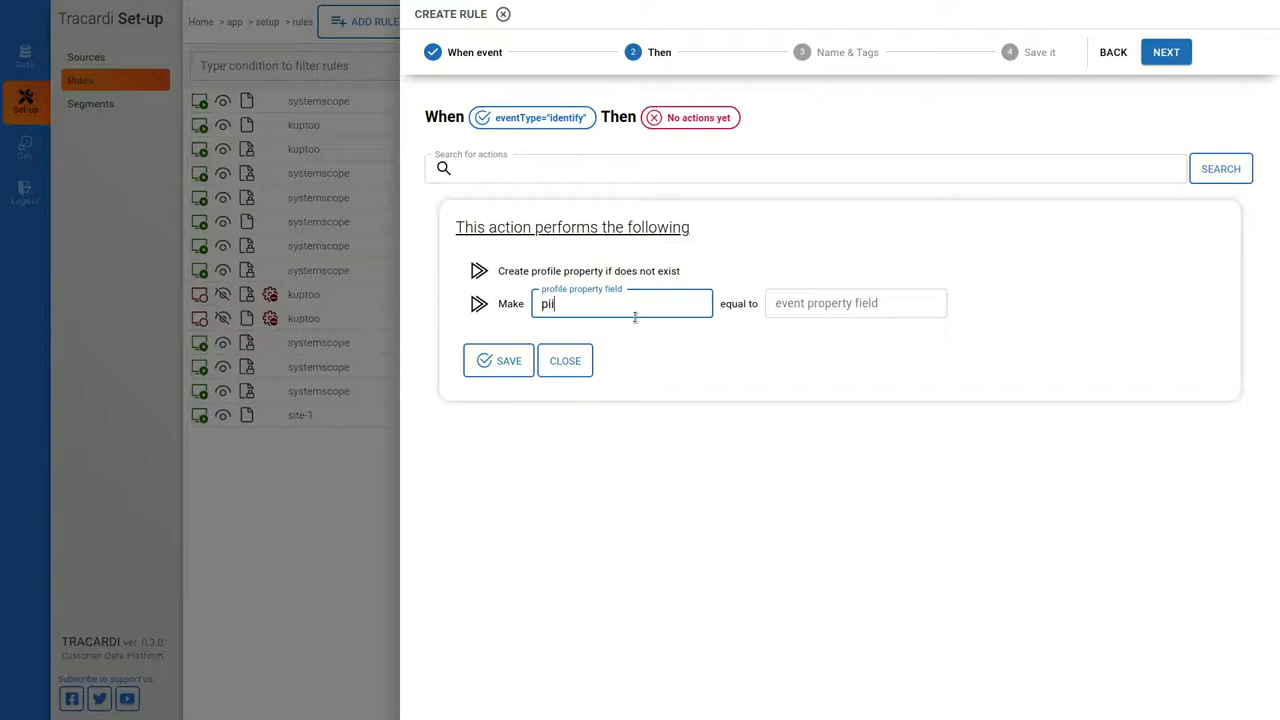 Tracardi Set-up
Data
Set-up
Logout
Sources
Rules
Segments
TRACARDI ver. 0.3.0
Customer Data Platform
Subscribe to support us.
Home > app > setup > rules
ADD RULE
Type condition to filter rules
systemscope
kuptoo
kuptoo
systemscope
systemscope
systemscope
systemscope
systemscope
kuptoo
kuptoo
systemscope
systemscope
systemscope
site-1
CREATE RULE
When event
2 Then
3 Name & Tags
4 Save it
BACK
NEXT
When eventType="identify" Then No actions yet
Search for actions
SEARCH
This action performs the following
Create profile property if does not exist
profile property field
Make pii equal to event property field
SAVE
CLOSE